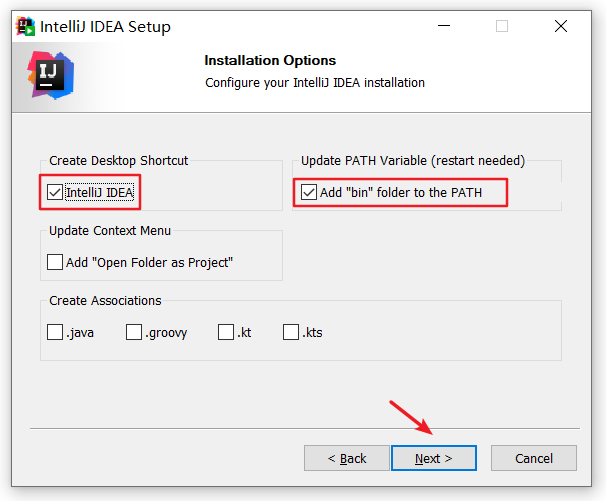 IntelliJ IDEA Setup
IJ
Installation Options
Configure your IntelliJ IDEA installation
Create Desktop Shortcut
IntelliJ IDEA
Update PATH Variable (restart needed)
Add "bin" folder to the PATH
Update Context Menu
Add "Open Folder as Project"
Create Associations
.java .groovy .kt .kts
< Back Next > Cancel